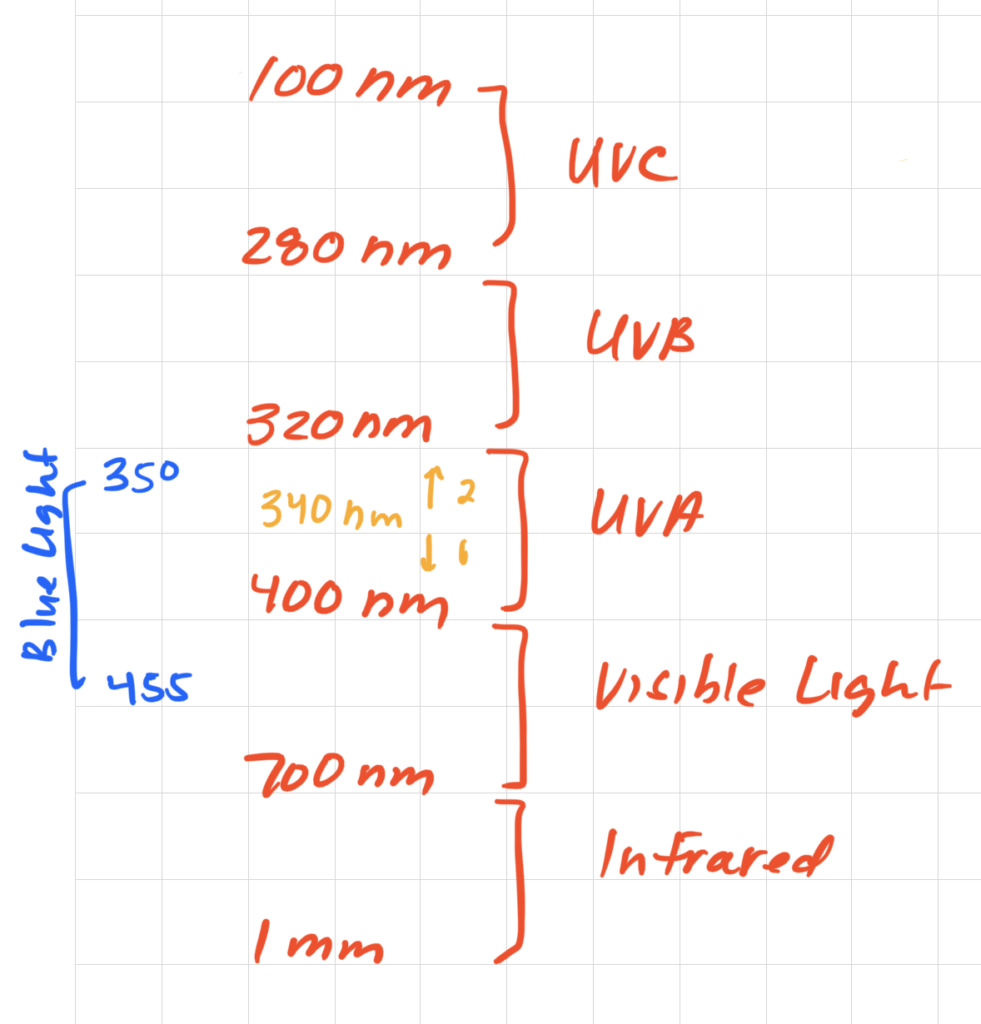 100 nm
UVC
280 nm
UVB
320 nm
Blue Light
350
340 nm ↑ 2
UVA
↓
400 nm
455
Visible Light
700 nm
Infrared
1 mm